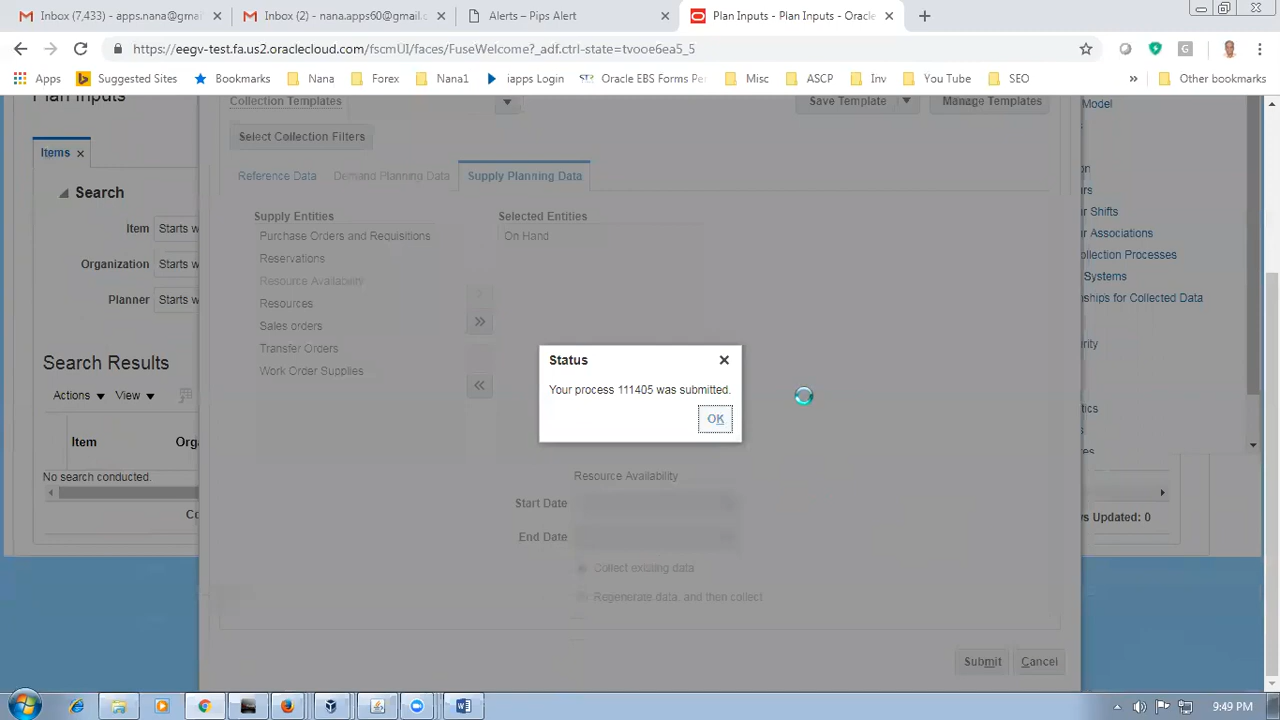 Inbox (7,433) - apps.nana@gmai
Inbox (2) - nana.apps60@gmail.c
Alerts – Pips Alert
Plan Inputs - Plan Inputs - Oracle
https://eegv-test.fa.us2.oraclecloud.com/fscmUI/faces/FuseWelcome?_adf.ctrl-state=tvooe6ea5_5
Apps
Suggested Sites
Bookmarks
Nana
Forex
Nana1
iapps Login
Oracle EBS Forms Pe
Misc
ASCP
Inv
You Tube
SEO
»
Other bookmarks
Plan Inputs
Collection Templates
Save Template
Manage Templates
Model
Select Collection Filters
Items
Reference Data
Demand Planning Data
Supply Planning Data
Search
Supply Entities
Selected Entities
Item
Starts w
Purchase Orders and Requisitions
On Hand
ur Shifts
Reservations
ur Associations
Organization
Starts w
Resource Availability
ollection Processes
Planner
Starts w
Resources
Systems
Sales orders
nships for Collected Data
Transfer Orders
Search Results
Work Order Supplies
Status
Your process 111405 was submitted.
Actions
View
OK
Item
No search conducted.
Resource Availability
Start Date
s Updated: 0
End Date
Collect existing data
Regenerate data, and then collect
Submit
Cancel
9:49 PM